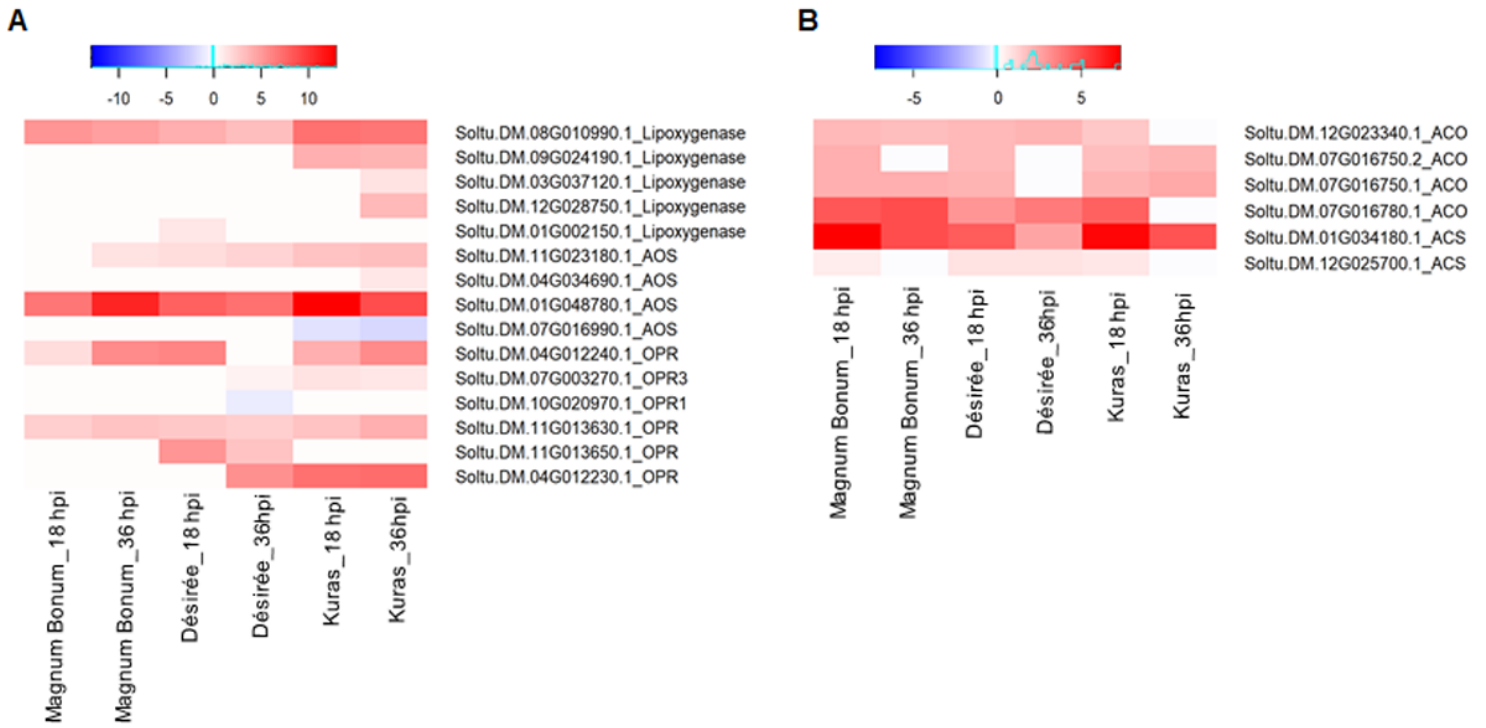 A
-10 -5 0 5 10
Soltu.DM.08G010990.1_Lipoxygenase
Soltu.DM.09G024190.1_Lipoxygenase
Soltu.DM.03G037120.1_Lipoxygenase
Soltu.DM.12G028750.1_Lipoxygenase
Soltu.DM.01G002150.1_Lipoxygenase
Soltu.DM.11G023180.1_AOS
Soltu.DM.04G034690.1_AOS
Soltu.DM.01G048780.1_AOS
Soltu.DM.07G016990.1_AOS
Soltu.DM.04G012240.1_OPR
Soltu.DM.07G003270.1_OPR3
Soltu.DM.10G020970.1_OPR1
Soltu.DM.11G013630.1_OPR
Soltu.DM.11G013650.1_OPR
Soltu.DM.04G012230.1_OPR
Magnum Bonum_18 hpi
Magnum Bonum_36 hpi
Désirée_18 hpi
Désirée_36hpi
Kuras_18 hpi
Kuras_36hpi
B
-5 0 5
Soltu.DM.12G023340.1_ACO
Soltu.DM.07G016750.2_ACO
Soltu.DM.07G016750.1_ACO
Soltu.DM.07G016780.1_ACO
Soltu.DM.01G034180.1_ACS
Soltu.DM.12G025700.1_ACS
Magnum Bonum_18 hpi
Magnum Bonum_36 hpi
Désirée_18 hpi
Désirée_36hpi
Kuras_18 hpi
Kuras_36hpi